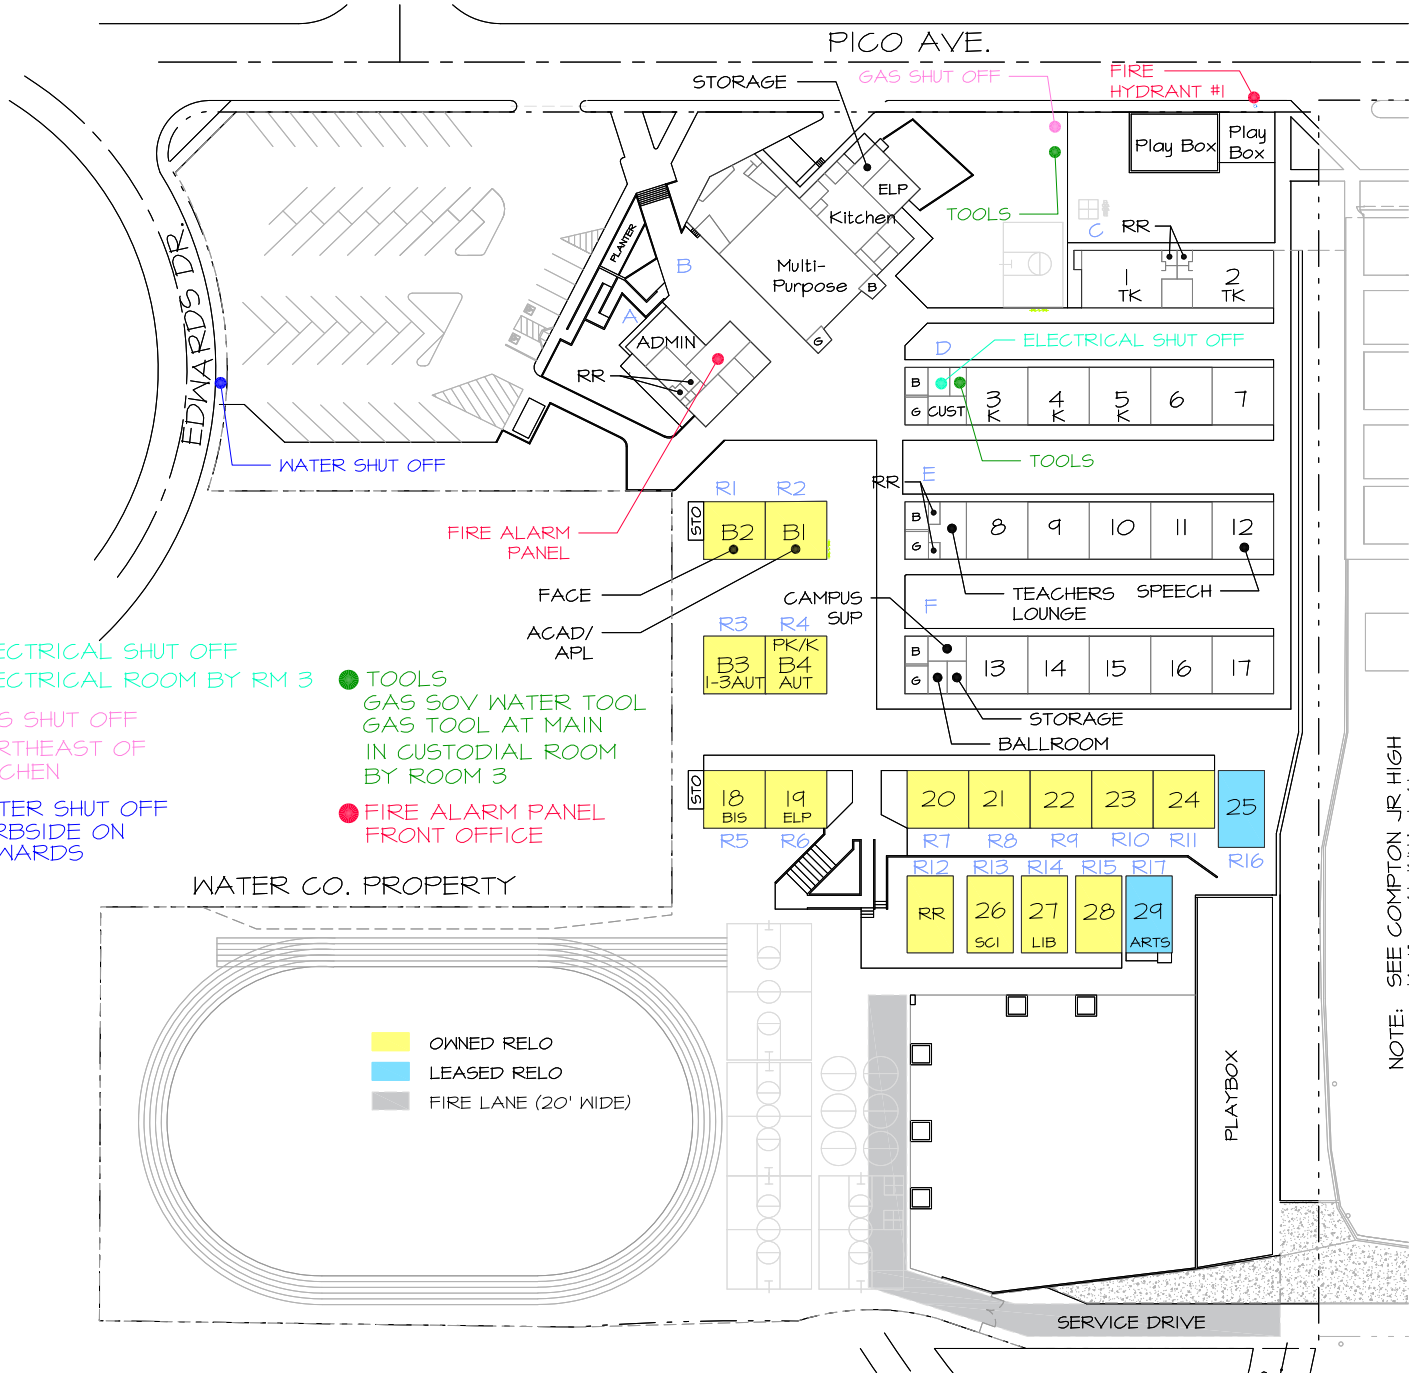 PICO AVE.
STORAGE
GAS SHUT OFF
FIRE
HYDRANT #1
Play Box
Play
Box
ELP
Kitchen
TOOLS
C
RR
PLANTER
B
Multi-
Purpose
B
G
1
TK
2
TK
EDWARDS DR.
A
ADMIN
RR
D
ELECTRICAL SHUT OFF
B
G
CUST
3
K
4
K
5
K
6
7
WATER SHUT OFF
TOOLS
E
RR
R1
R2
STO
B2
B1
B
G
8
9
10
11
12
FIRE ALARM
PANEL
FACE
ACAD/
APL
CAMPUS
SUP
TEACHERS
LOUNGE
SPEECH
F
R3
R4
B3
1-3AUT
PK/K
B4
AUT
B
G
13
14
15
16
17
STORAGE
BALLROOM
ECTRICAL SHUT OFF
ECTRICAL ROOM BY RM 3
S SHUT OFF
RTHEAST OF
CHEN
TER SHUT OFF
RBSIDE ON
WARDS
TOOLS
GAS SOV WATER TOOL
GAS TOOL AT MAIN
IN CUSTODIAL ROOM
BY ROOM 3
FIRE ALARM PANEL
FRONT OFFICE
STO
18
BIS
19
ELP
20
21
22
23
24
25
R5
R6
R7
R8
R9
R10
R11
R16
R12
R13
R14
R15
R17
RR
26
SCI
27
LIB
28
29
ARTS
WATER CO. PROPERTY
OWNED RELO
LEASED RELO
FIRE LANE (20' WIDE)
PLAYBOX
SERVICE DRIVE
NOTE: SEE COMPTON JR HIGH